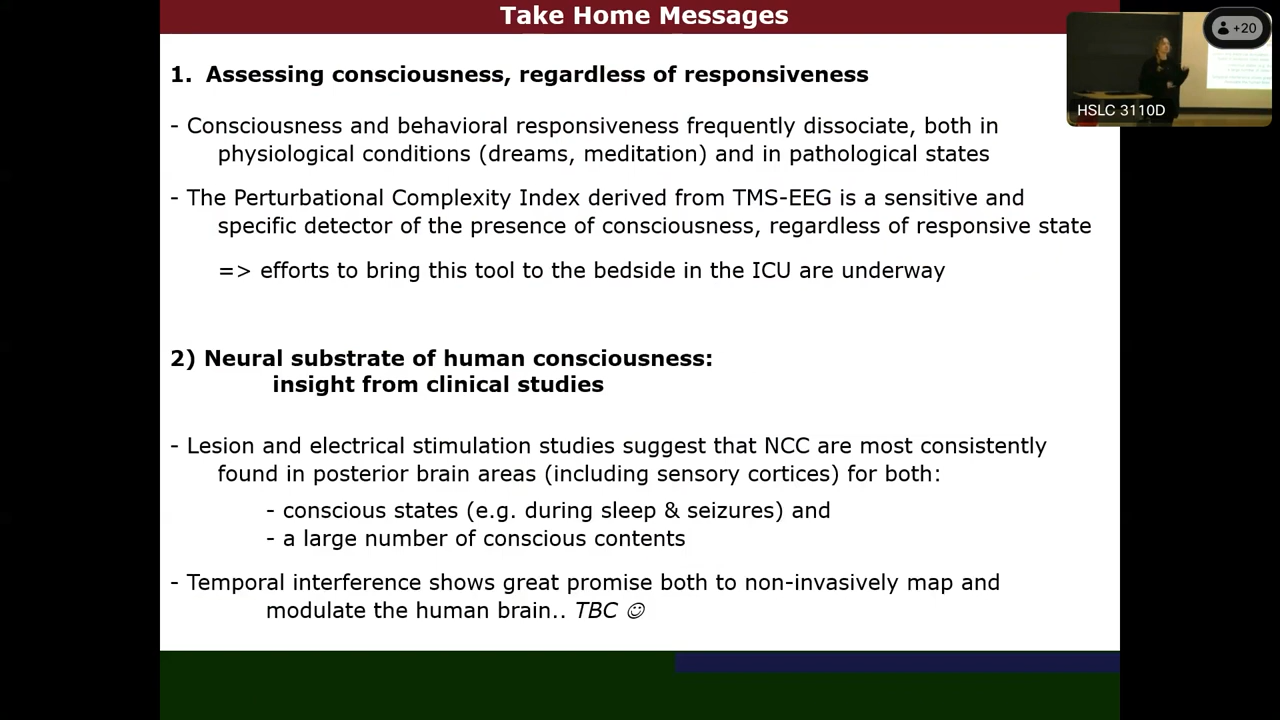 Take Home Messages
+20
HSLC 3110D
1. Assessing consciousness, regardless of responsiveness
- Consciousness and behavioral responsiveness frequently dissociate, both in
physiological conditions (dreams, meditation) and in pathological states
- The Perturbational Complexity Index derived from TMS-EEG is a sensitive and
specific detector of the presence of consciousness, regardless of responsive state
=> efforts to bring this tool to the bedside in the ICU are underway
2) Neural substrate of human consciousness:
insight from clinical studies
- Lesion and electrical stimulation studies suggest that NCC are most consistently
found in posterior brain areas (including sensory cortices) for both:
- conscious states (e.g. during sleep & seizures) and
- a large number of conscious contents
- Temporal interference shows great promise both to non-invasively map and
modulate the human brain.. TBC ☺